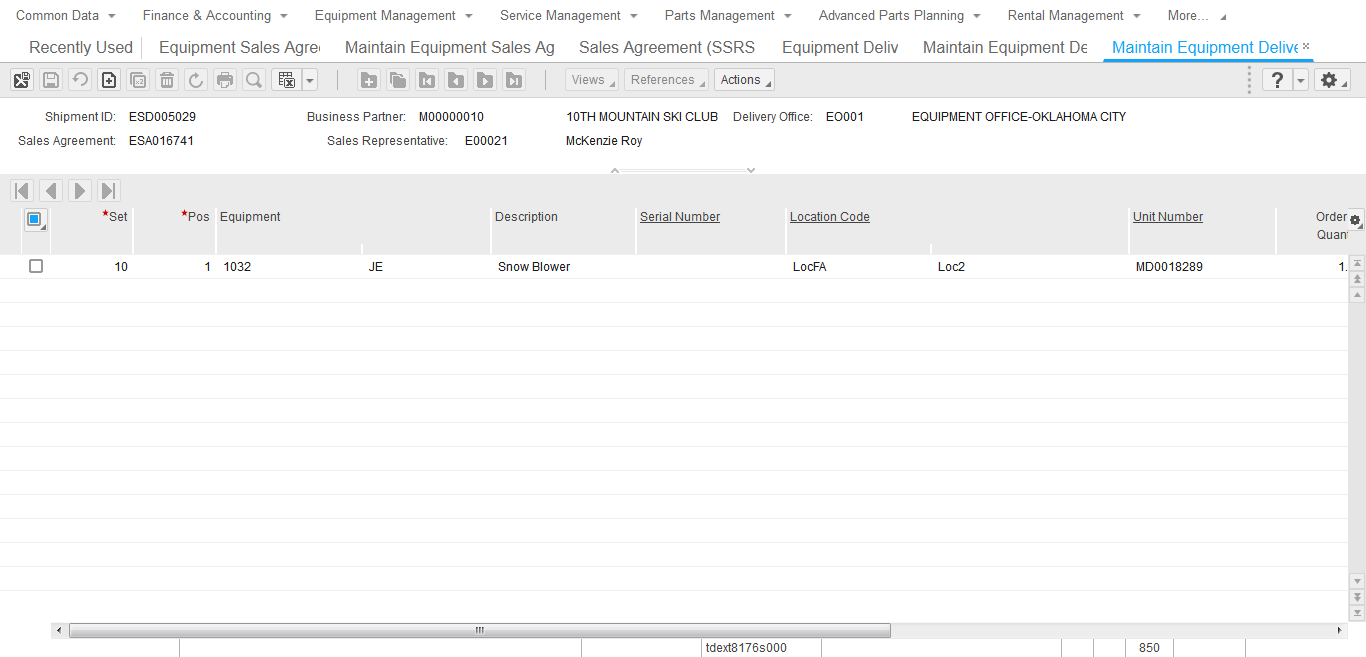 Common Data Finance & Accounting Equipment Management Service Management Parts Management Advanced Parts Planning Rental Management More...
Recently Used Equipment Sales Agree Maintain Equipment Sales Ag Sales Agreement (SSRS Equipment Deliv Maintain Equipment De Maintain Equipment Delive
Views References Actions ?
Shipment ID: ESD005029 Business Partner: M00000010 10TH MOUNTAIN SKI CLUB Delivery Office: EO001 EQUIPMENT OFFICE-OKLAHOMA CITY
Sales Agreement: ESA016741 Sales Representative: E00021 McKenzie Roy
*Set *Pos Equipment Description Serial Number Location Code Unit Number Order
Quant
10 1 1032 JE Snow Blower LocFA Loc2 MD0018289 1.
tdext8176s000 850